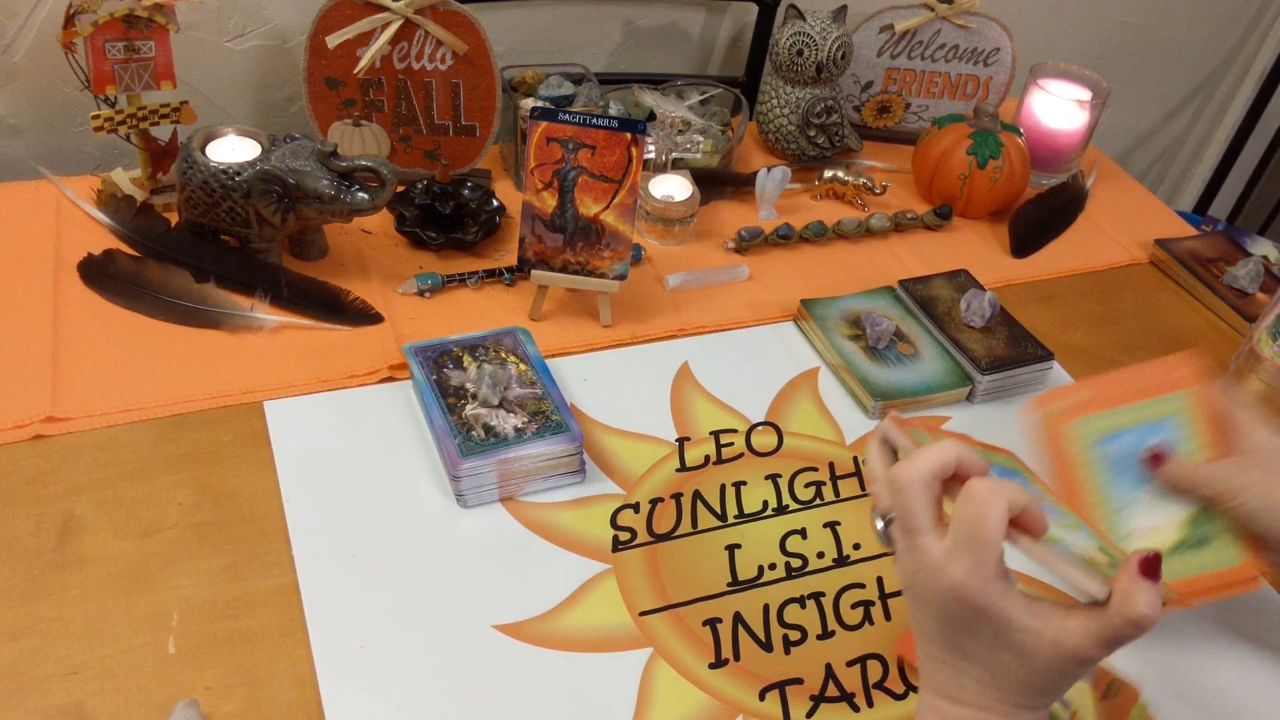 Hello
FALL
Welcome
FRIENDS
SAGITTARIUS
LEO
SUNLIGH
L.S.I.
INSIGH
TAR